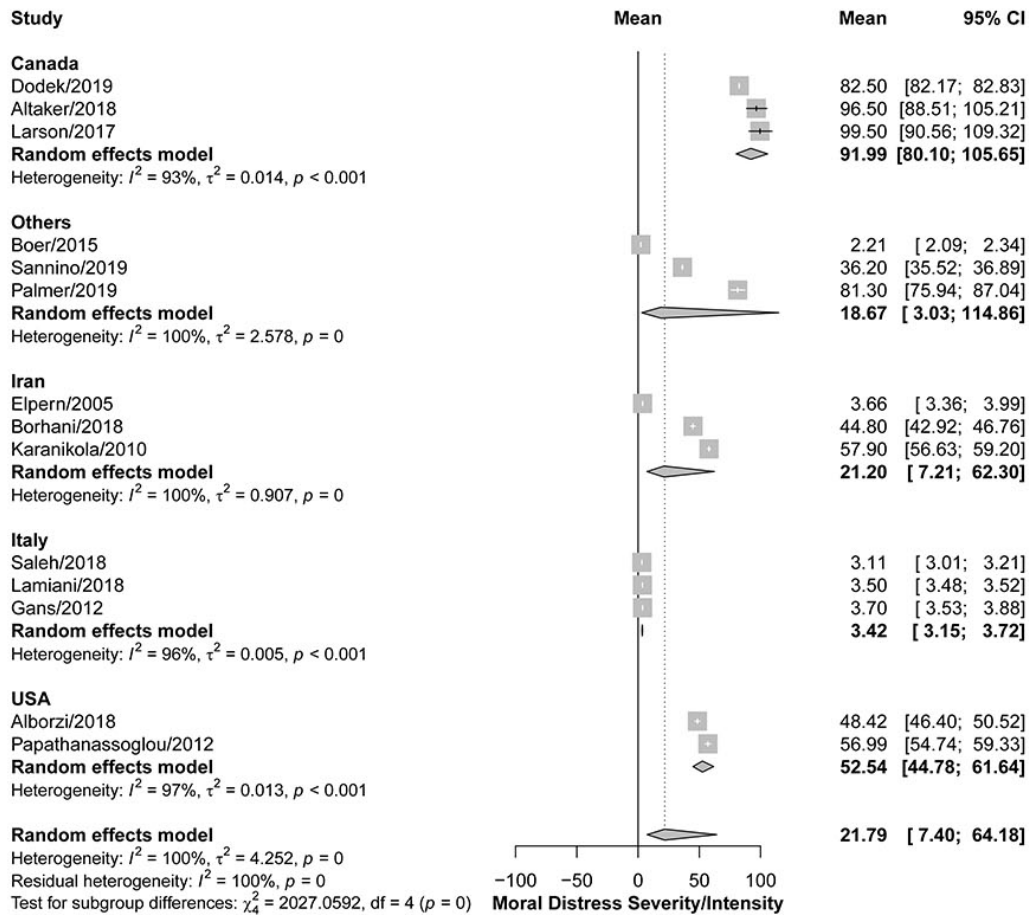 Study Mean Mean 95% CI
Canada
Dodek/2019 82.50 [82.17; 82.83]
Altaker/2018 96.50 [88.51; 105.21]
Larson/2017 99.50 [90.56; 109.32]
Random effects model 91.99 [80.10; 105.65]
Heterogeneity: I² = 93%, τ² = 0.014, p < 0.001
Others
Boer/2015 2.21 [ 2.09; 2.34]
Sannino/2019 36.20 [35.52; 36.89]
Palmer/2019 81.30 [75.94; 87.04]
Random effects model 18.67 [ 3.03; 114.86]
Heterogeneity: I² = 100%, τ² = 2.578, p = 0
Iran
Elpern/2005 3.66 [ 3.36; 3.99]
Borhani/2018 44.80 [42.92; 46.76]
Karanikola/2010 57.90 [56.63; 59.20]
Random effects model 21.20 [ 7.21; 62.30]
Heterogeneity: I² = 100%, τ² = 0.907, p = 0
Italy
Saleh/2018 3.11 [ 3.01; 3.21]
Lamiani/2018 3.50 [ 3.48; 3.52]
Gans/2012 3.70 [ 3.53; 3.88]
Random effects model 3.42 [ 3.15; 3.72]
Heterogeneity: I² = 96%, τ² = 0.005, p < 0.001
USA
Alborzi/2018 48.42 [46.40; 50.52]
Papathanassoglou/2012 56.99 [54.74; 59.33]
Random effects model 52.54 [44.78; 61.64]
Heterogeneity: I² = 97%, τ² = 0.013, p < 0.001
Random effects model 21.79 [ 7.40; 64.18]
Heterogeneity: I² = 100%, τ² = 4.252, p = 0
Residual heterogeneity: I² = 100%, p = 0
−100 −50 0 50 100
Test for subgroup differences: χ²₄ = 2027.0592, df = 4 (p = 0) Moral Distress Severity/Intensity